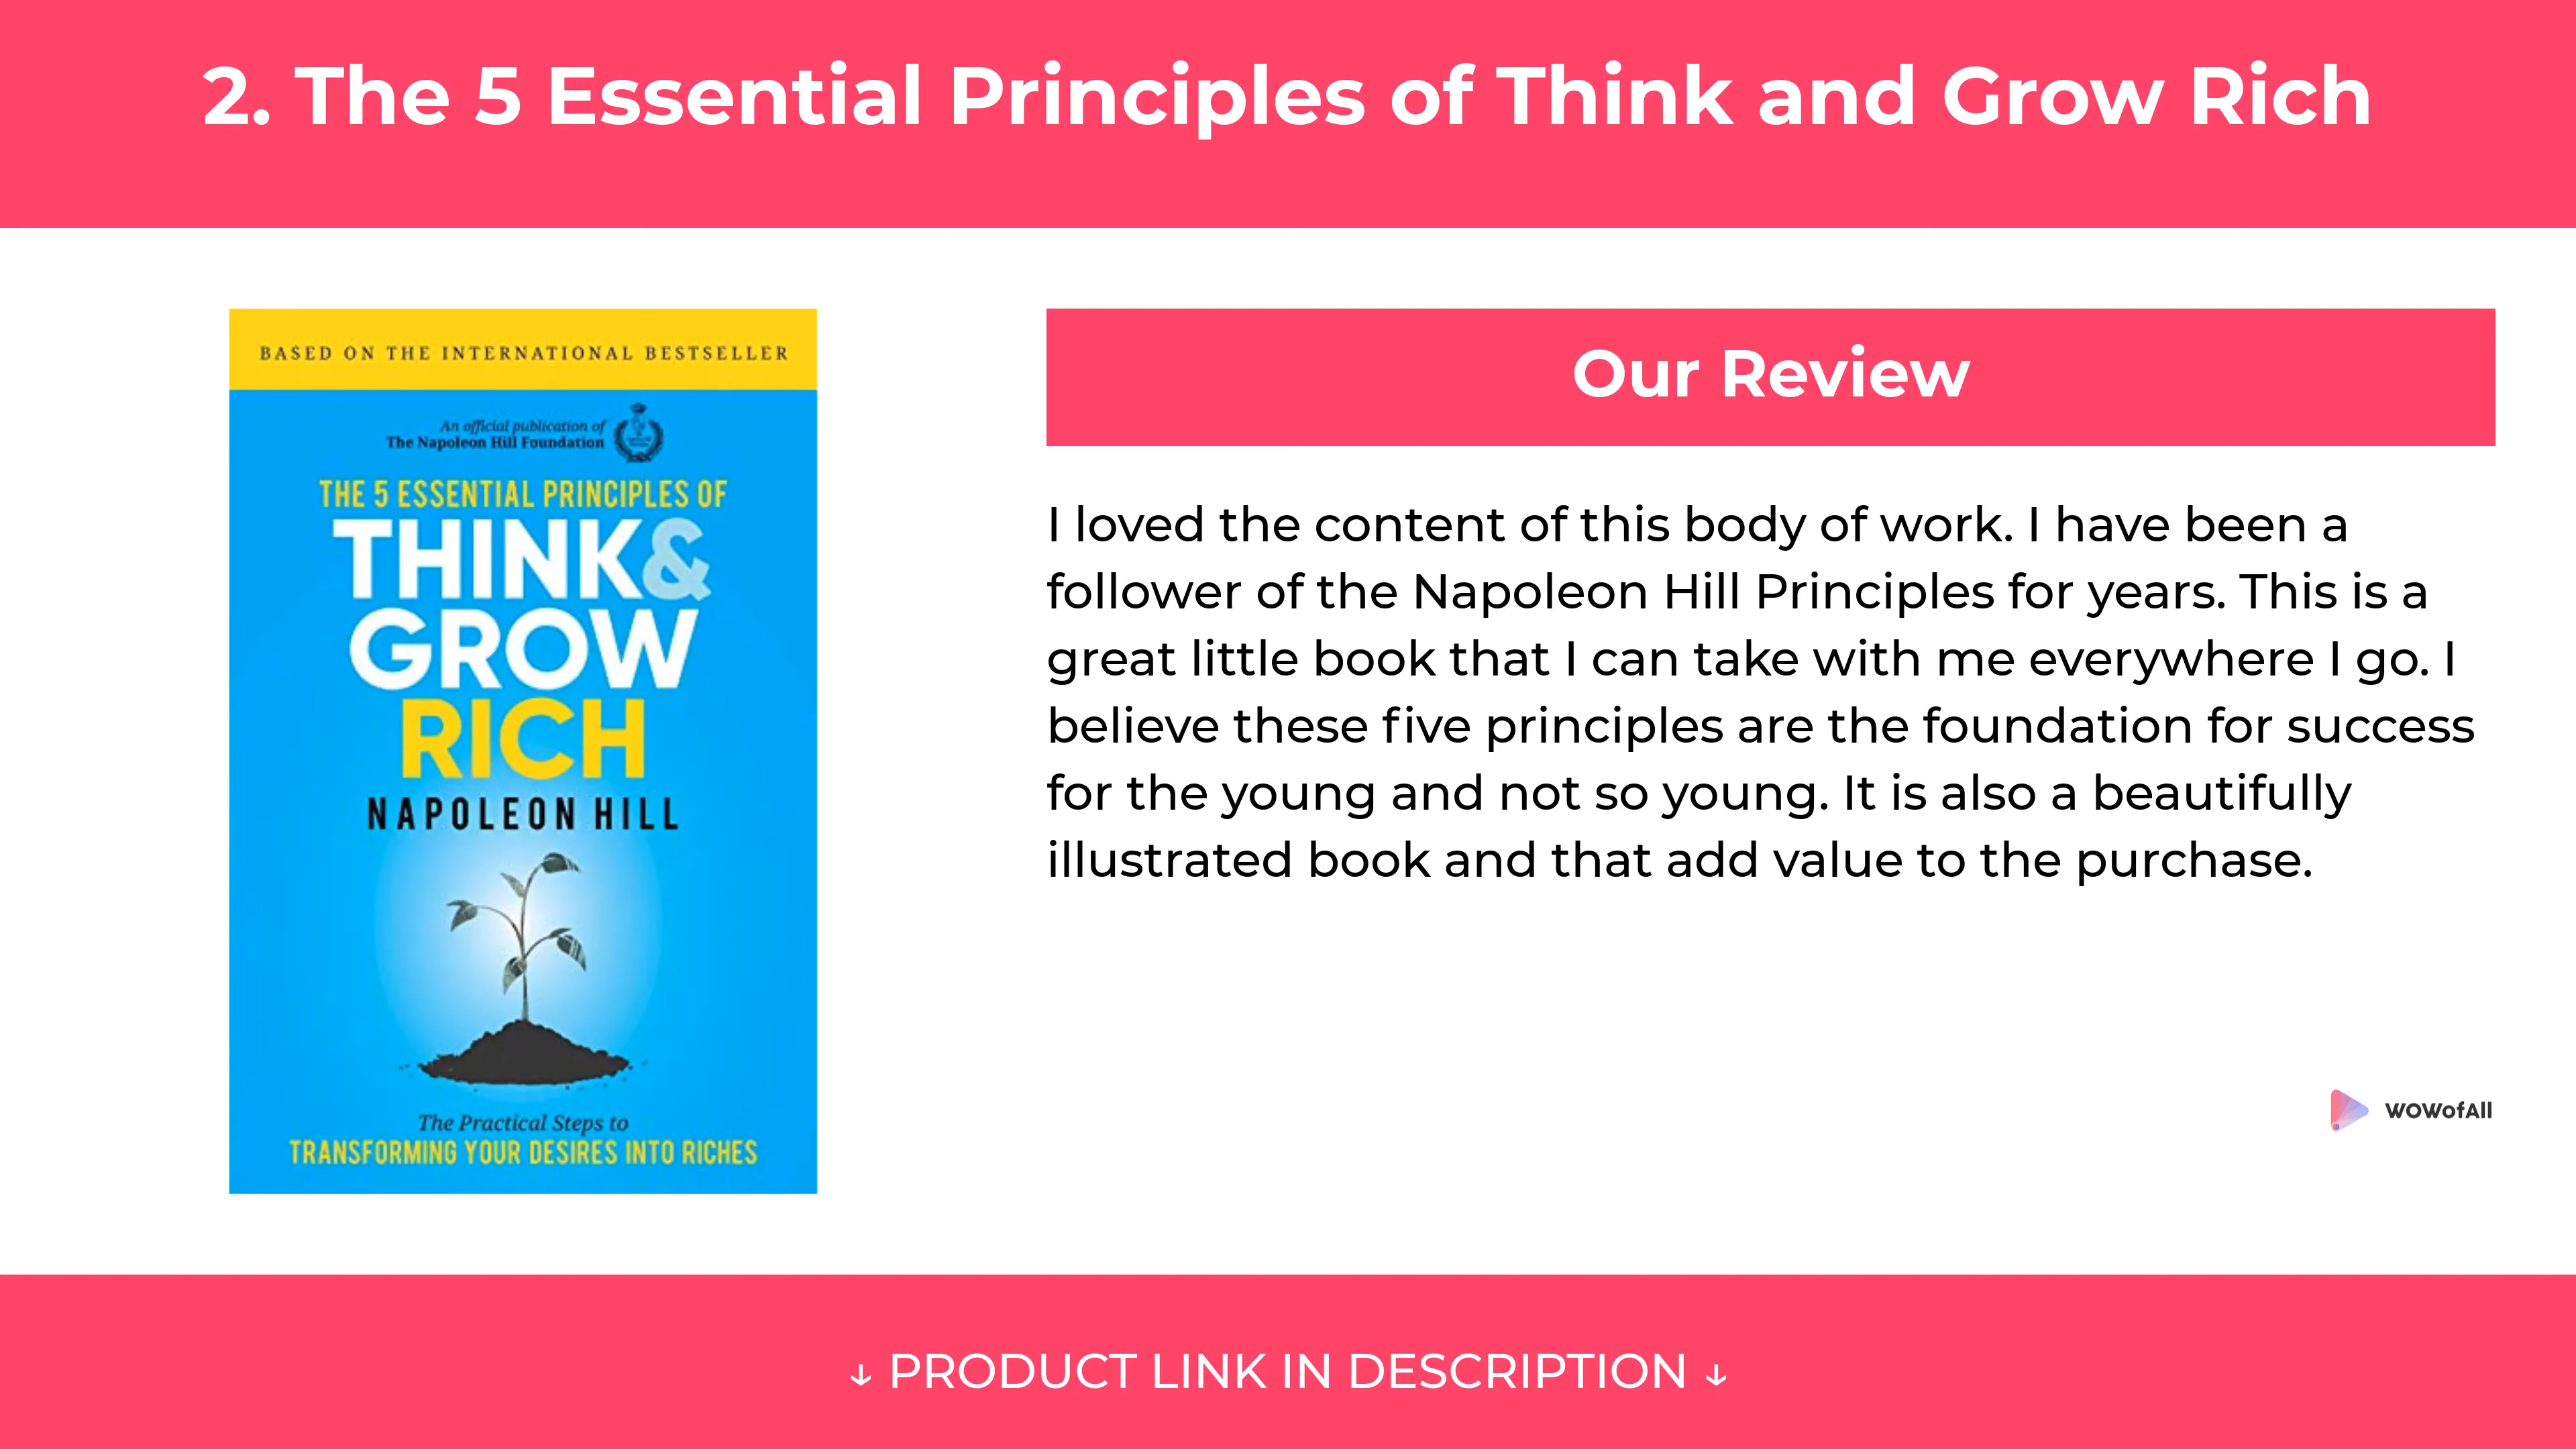 2. The 5 Essential Principles of Think and Grow Rich
BASED ON THE INTERNATIONAL BESTSELLER
An official publication of
The Napoleon Hill Foundation
THE 5 ESSENTIAL PRINCIPLES OF
THINK &
GROW
RICH
NAPOLEON HILL
The Practical Steps to
TRANSFORMING YOUR DESIRES INTO RICHES
Our Review
I loved the content of this body of work. I have been a
follower of the Napoleon Hill Principles for years. This is a
great little book that I can take with me everywhere I go. I
believe these five principles are the foundation for success
for the young and not so young. It is also a beautifully
illustrated book and that add value to the purchase.
WOWofAll
↓ PRODUCT LINK IN DESCRIPTION ↓